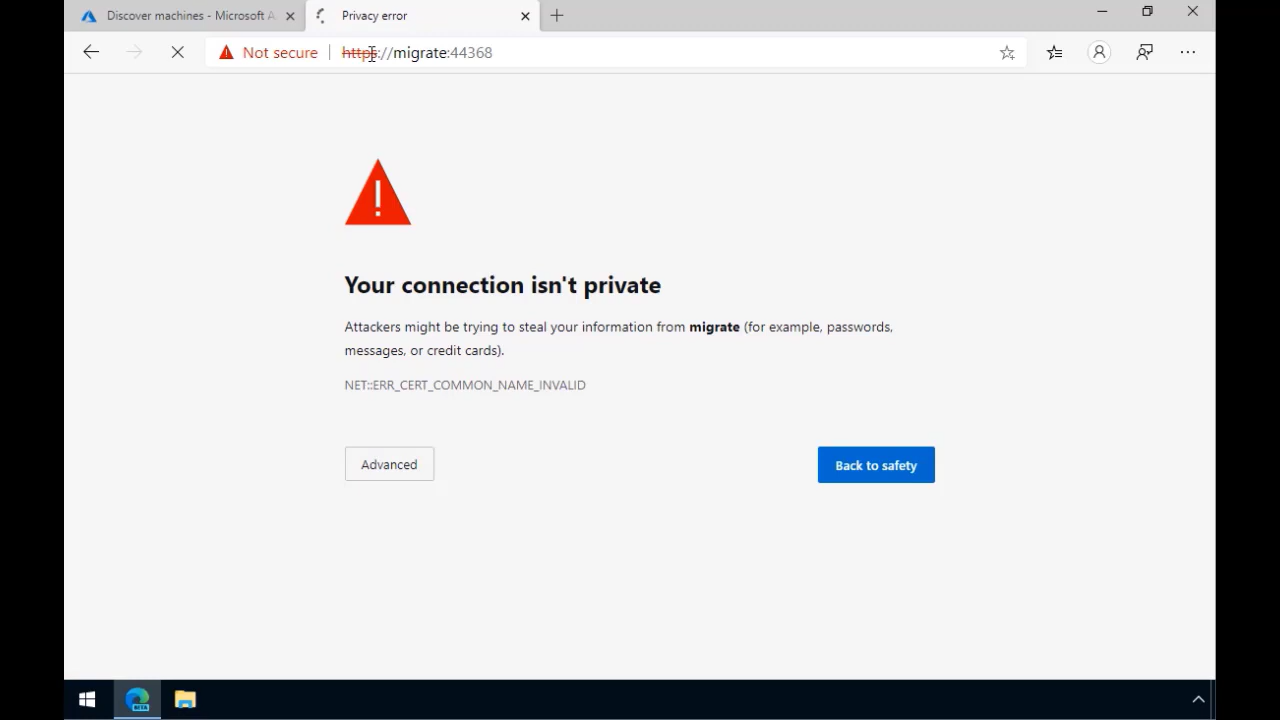 Discover machines - Microsoft A
Privacy error
Not secure
https://migrate:44368
Your connection isn't private
Attackers might be trying to steal your information from migrate (for example, passwords,
messages, or credit cards).
NET::ERR_CERT_COMMON_NAME_INVALID
Advanced
Back to safety
BETA